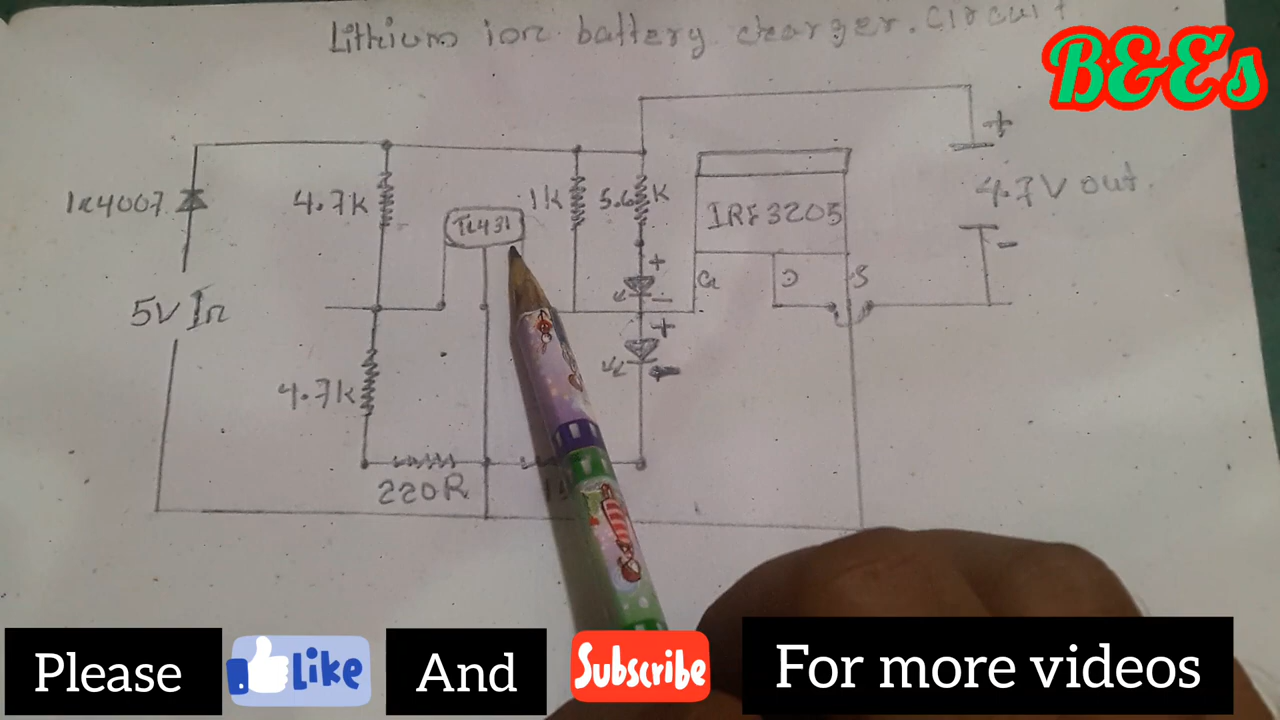 Lithium ion battery charger. Circuit
B&Es
1n4007
4.7K
TL431
1K
5.6K
IRF3205
+
4.7V out
-
G
D
S
5V In
+
-
+
-
4.7K
220R
Please Like And Subscribe For more videos